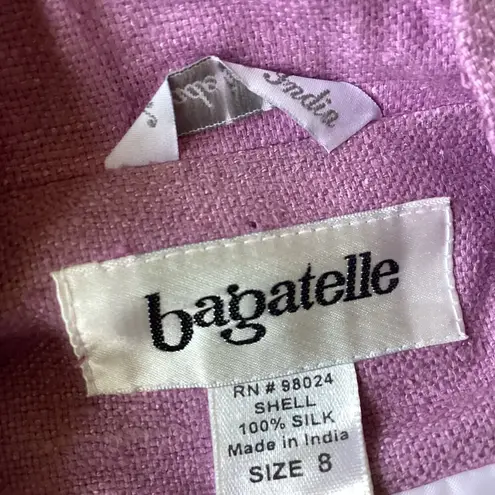 India
bagatelle
RN # 98024
SHELL
100% SILK
Made in India
SIZE 8